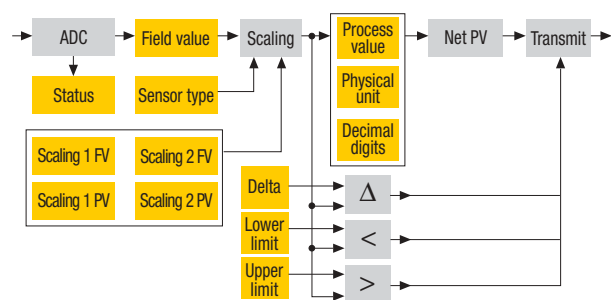 ADC
Field value
Scaling
Process
value
Net PV
Transmit
Status
Sensor type
Physical
unit
Decimal
digits
Scaling 1 FV
Scaling 2 FV
Scaling 1 PV
Scaling 2 PV
Delta
Δ
Lower
limit
<
Upper
limit
>